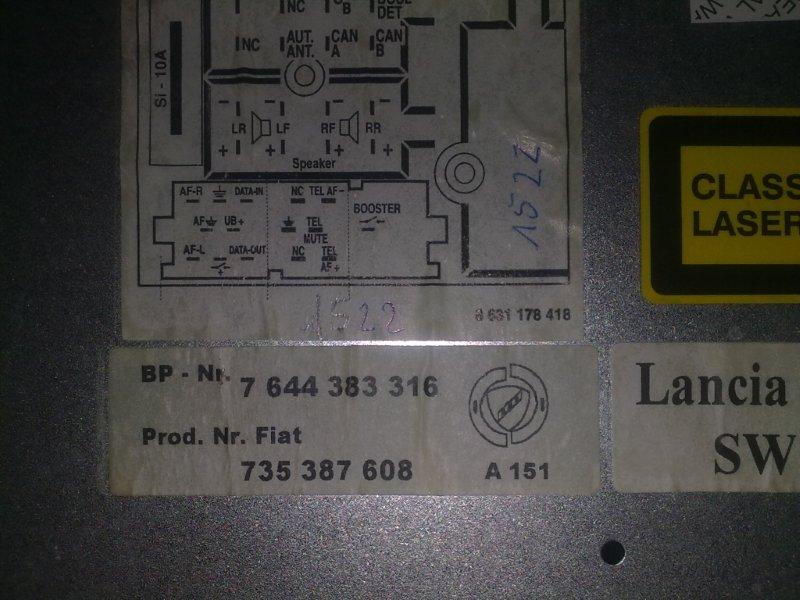 NC
B
DET
NC AUT. ANT. CAN A CAN B
Si - 10A
- - - -
LR LF RF RR
+ + + +
Speaker
AF-R DATA-IN NC TEL AF-
AF UB+ TEL MUTE BOOSTER
AF-L DATA-OUT NC TEL AF+
1522
1522
8 631 178 418
CLASS
LASER
BP - Nr. 7 644 383 316
Prod. Nr. Fiat
735 387 608
A 151
Lancia
SW